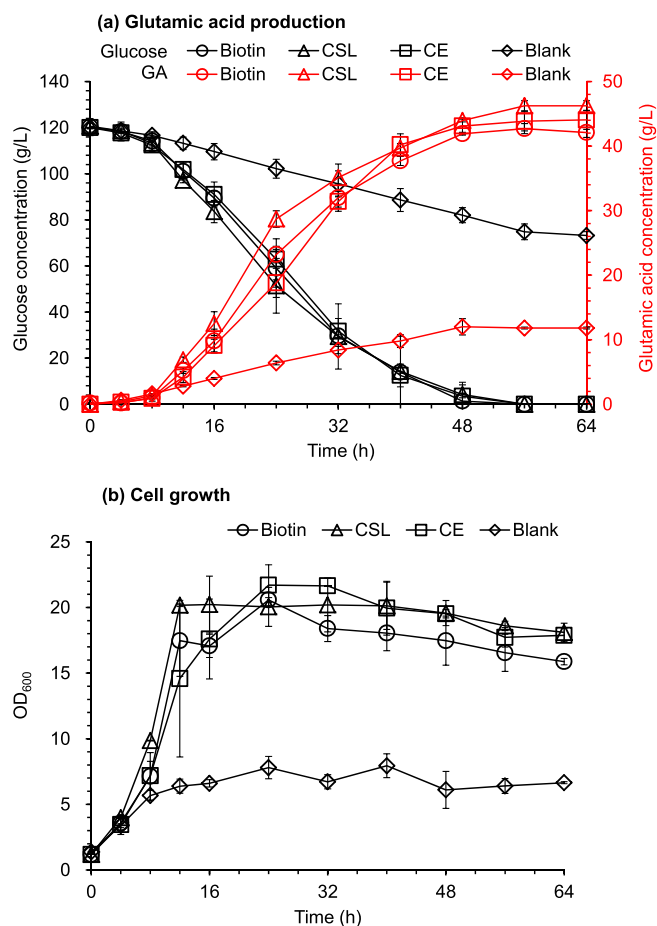 (a) Glutamic acid production
Glucose Biotin CSL CE Blank
GA Biotin CSL CE Blank
Glucose concentration (g/L)
140
120
100
80
60
40
20
0
Glutamic acid concentration (g/L)
50
40
30
20
10
0
0 16 32 48 64
Time (h)
(b) Cell growth
Biotin CSL CE Blank
OD600
25
20
15
10
5
0
0 16 32 48 64
Time (h)